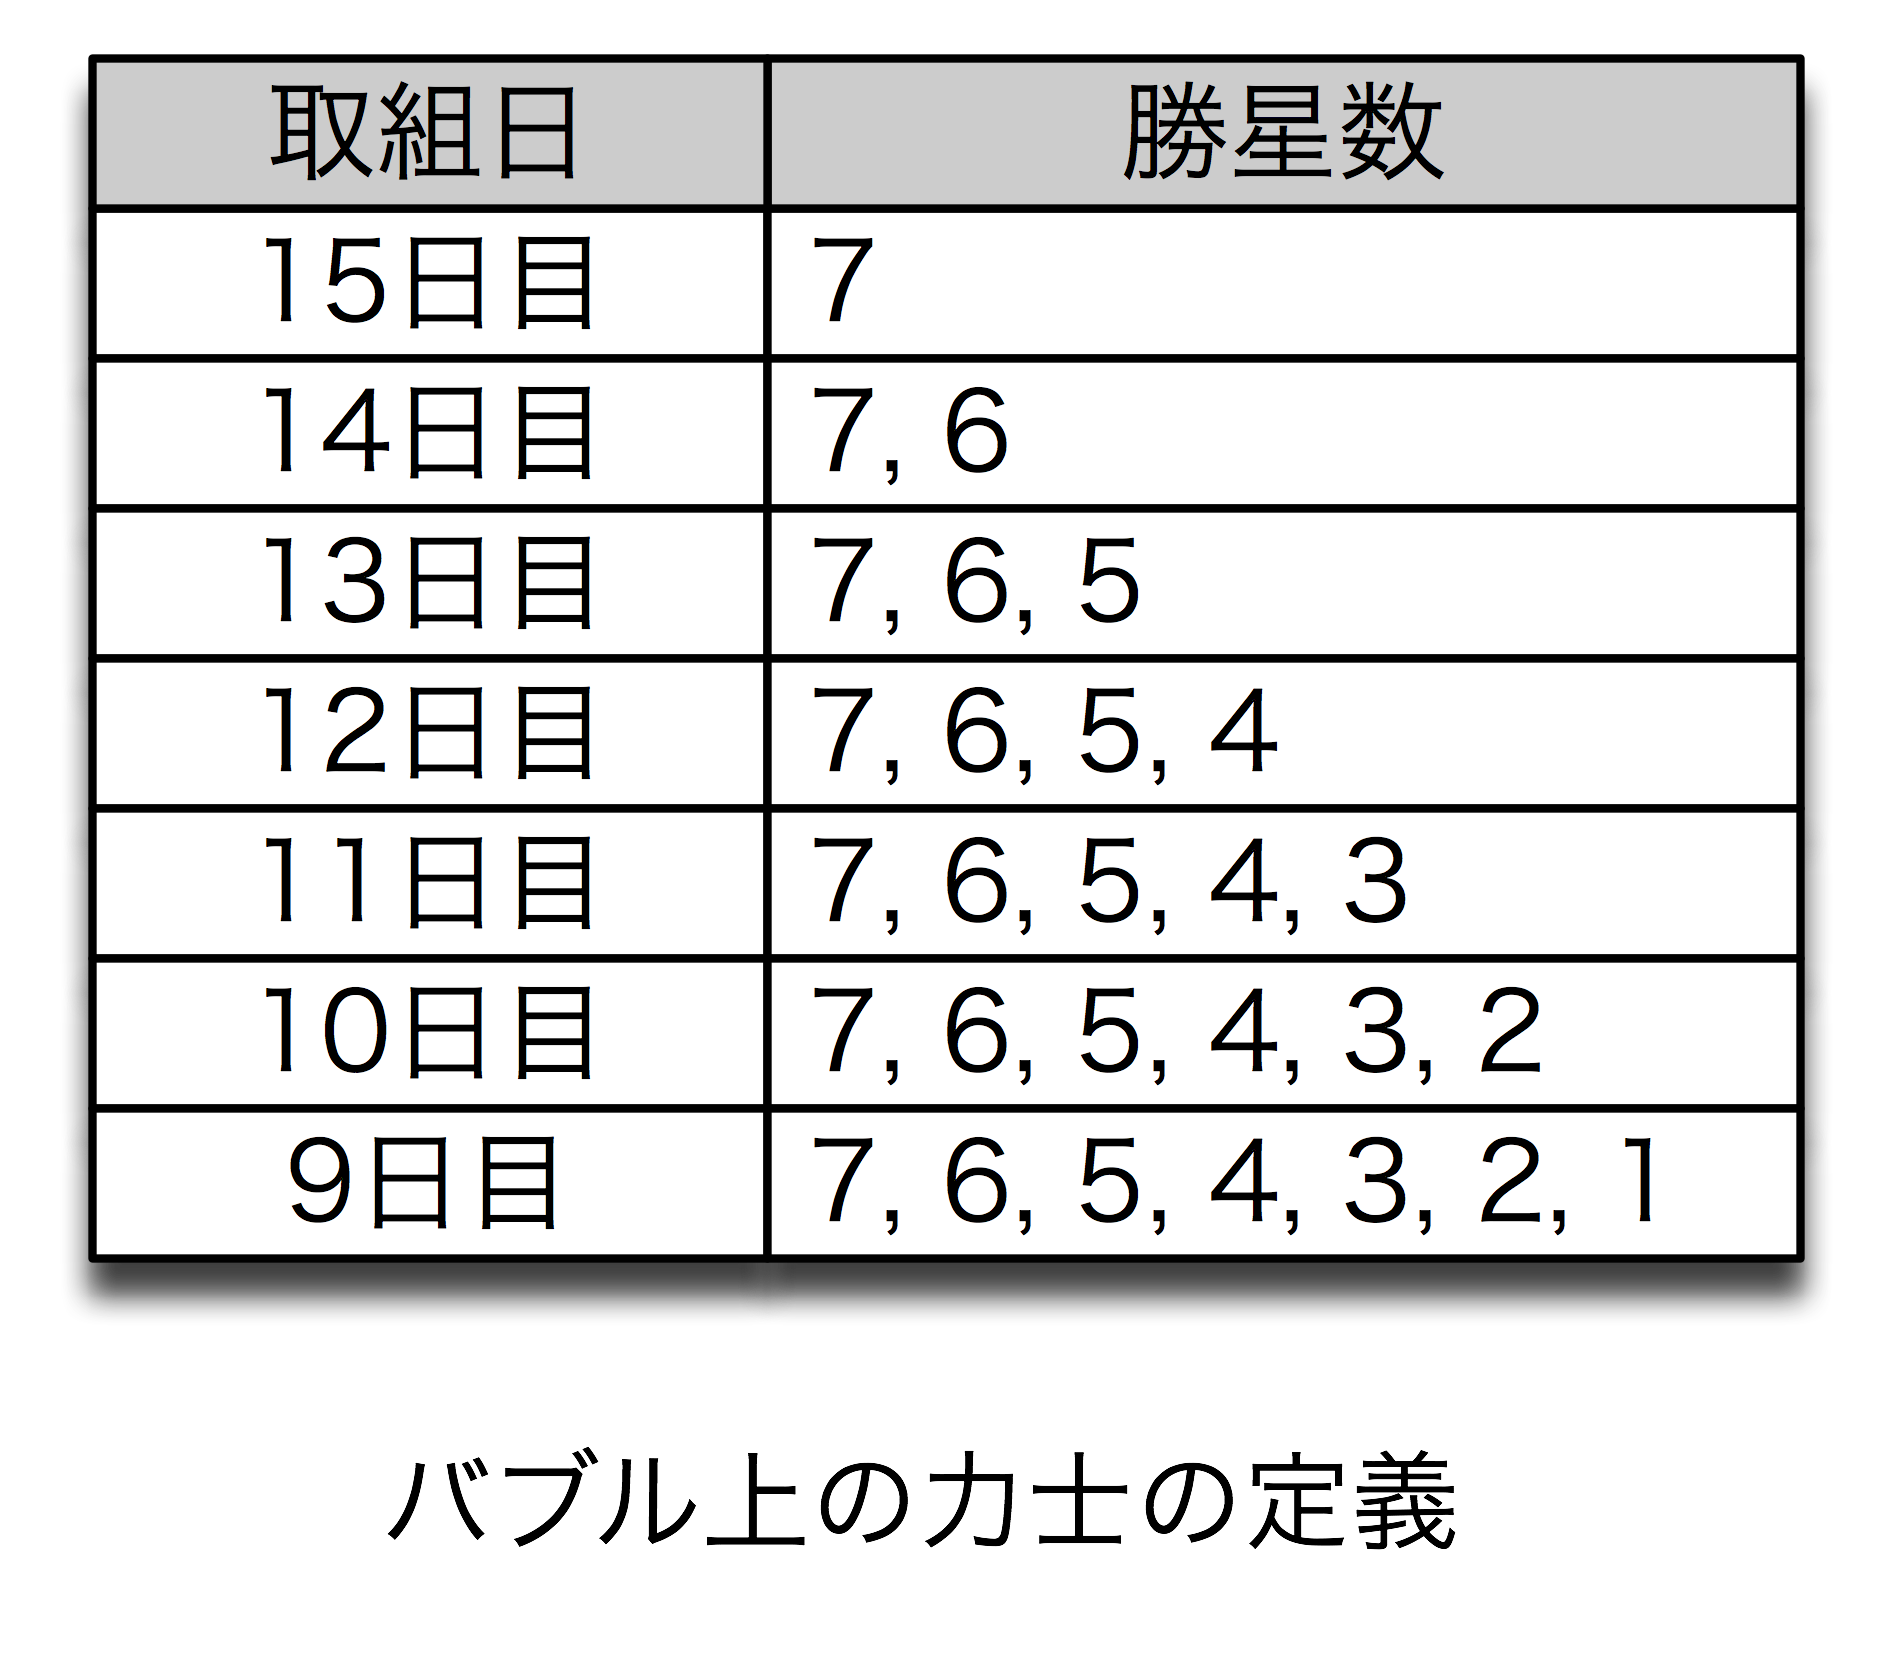 取組日 勝星数
15日目 7
14日目 7, 6
13日目 7, 6, 5
12日目 7, 6, 5, 4
11日目 7, 6, 5, 4, 3
10日目 7, 6, 5, 4, 3, 2
9日目 7, 6, 5, 4, 3, 2, 1
バブル上の力士の定義